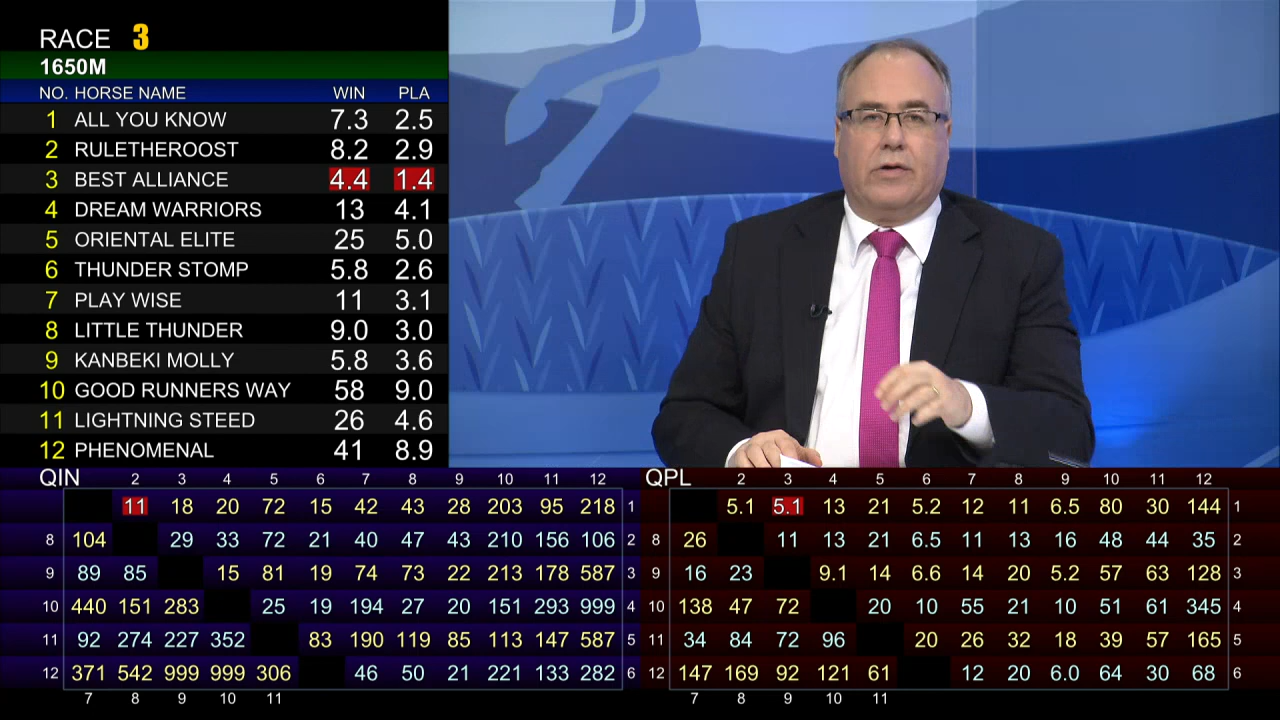 RACE 3
1650M
NO. HORSE NAME WIN PLA
1 ALL YOU KNOW 7.3 2.5
2 RULETHEROOST 8.2 2.9
3 BEST ALLIANCE 4.4 1.4
4 DREAM WARRIORS 13 4.1
5 ORIENTAL ELITE 25 5.0
6 THUNDER STOMP 5.8 2.6
7 PLAY WISE 11 3.1
8 LITTLE THUNDER 9.0 3.0
9 KANBEKI MOLLY 5.8 3.6
10 GOOD RUNNERS WAY 58 9.0
11 LIGHTNING STEED 26 4.6
12 PHENOMENAL 41 8.9
QIN 2 3 4 5 6 7 8 9 10 11 12
11 18 20 72 15 42 43 28 203 95 218 1
8 104 29 33 72 21 40 47 43 210 156 106 2
9 89 85 15 81 19 74 73 22 213 178 587 3
10 440 151 283 25 19 194 27 20 151 293 999 4
11 92 274 227 352 83 190 119 85 113 147 587 5
12 371 542 999 999 306 46 50 21 221 133 282 6
7 8 9 10 11
QPL 2 3 4 5 6 7 8 9 10 11 12
5.1 5.1 13 21 5.2 12 11 6.5 80 30 144 1
8 26 11 13 21 6.5 11 13 16 48 44 35 2
9 16 23 9.1 14 6.6 14 20 5.2 57 63 128 3
10 138 47 72 20 10 55 21 10 51 61 345 4
11 34 84 72 96 20 26 32 18 39 57 165 5
12 147 169 92 121 61 12 20 6.0 64 30 68 6
7 8 9 10 11